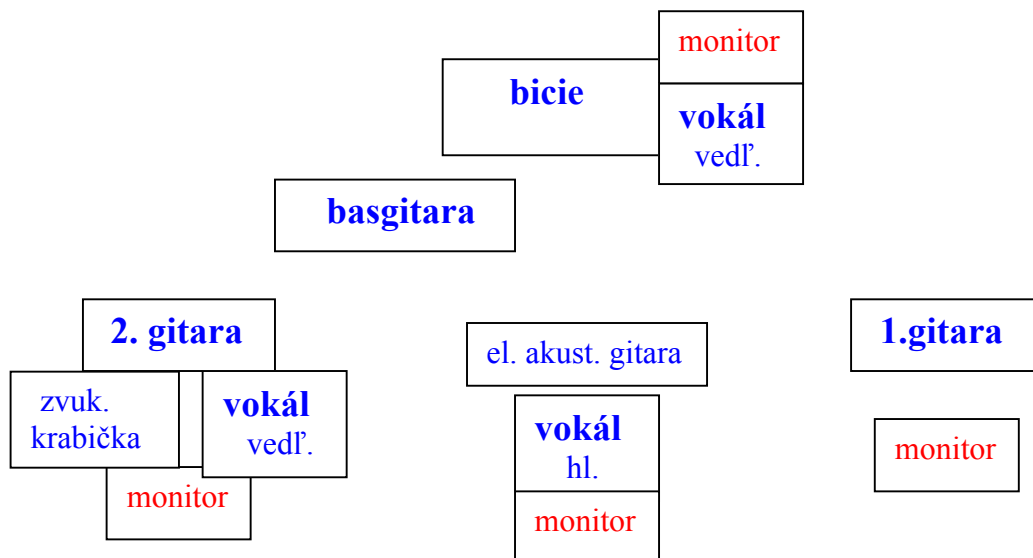 monitor
bicie
vokál
vedľ.
basgitara
2. gitara
el. akust. gitara
1.gitara
zvuk.
krabička
vokál
vedľ.
vokál
hl.
monitor
monitor
monitor